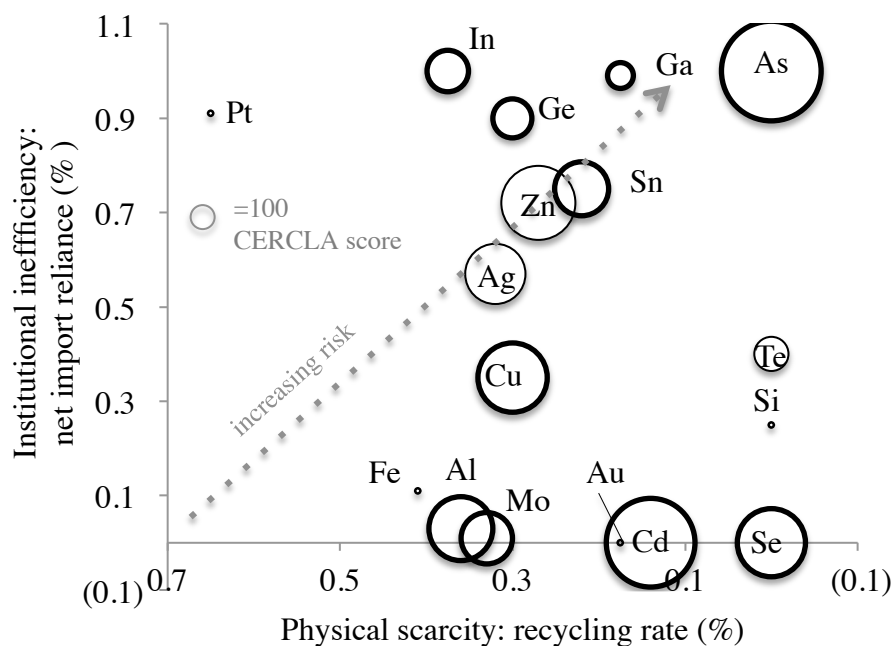 1.1
0.9
0.7
0.5
0.3
0.1
(0.1)
Institutional ineffficiency:
net import reliance (%)
In
Ga
As
Pt
Ge
Sn
Zn
=100
CERCLA score
Ag
increasing risk
Cu
Te
Si
Fe
Al
Au
Mo
Cd
Se
0.7
0.5
0.3
0.1
(0.1)
Physical scarcity: recycling rate (%)